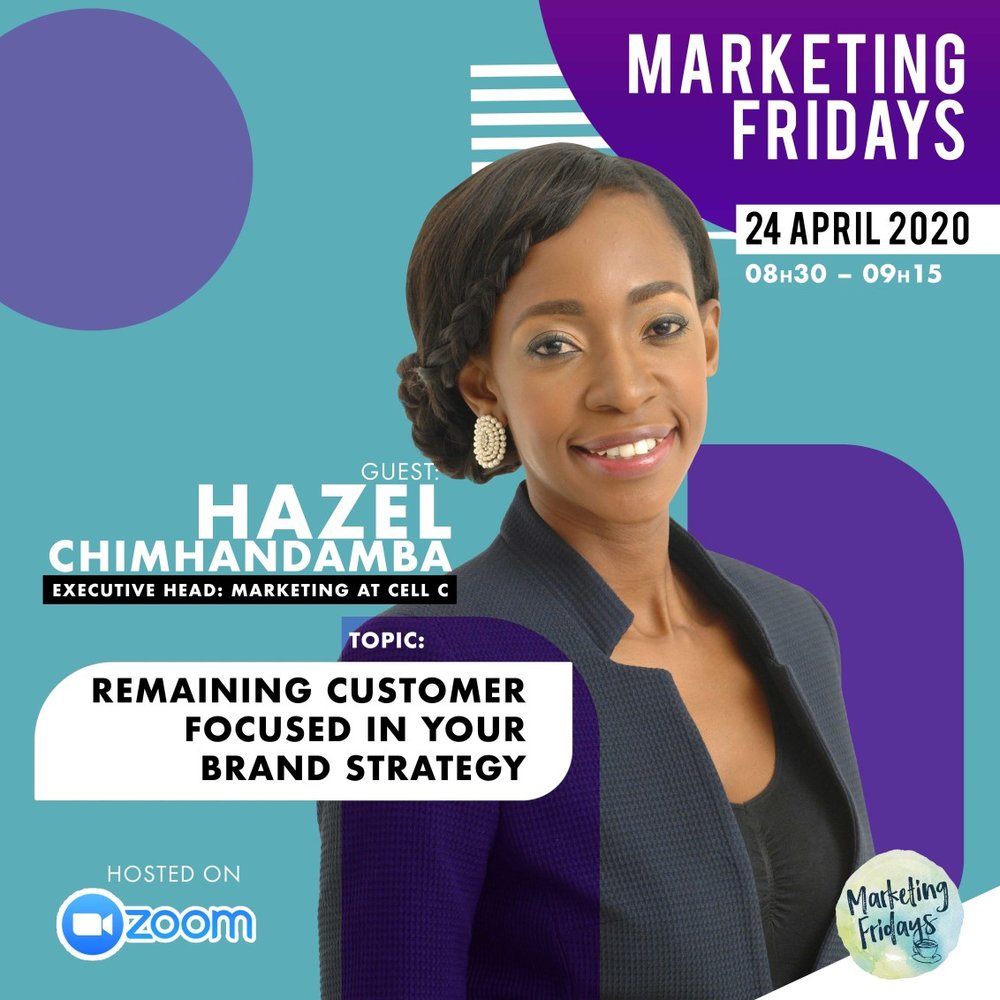 MARKETING
FRIDAYS
24 APRIL 2020
08H30 – 09H15
GUEST:
HAZEL
CHIMHANDAMBA
EXECUTIVE HEAD: MARKETING AT CELL C
TOPIC:
REMAINING CUSTOMER
FOCUSED IN YOUR
BRAND STRATEGY
HOSTED ON
zoom
Marketing
Fridays